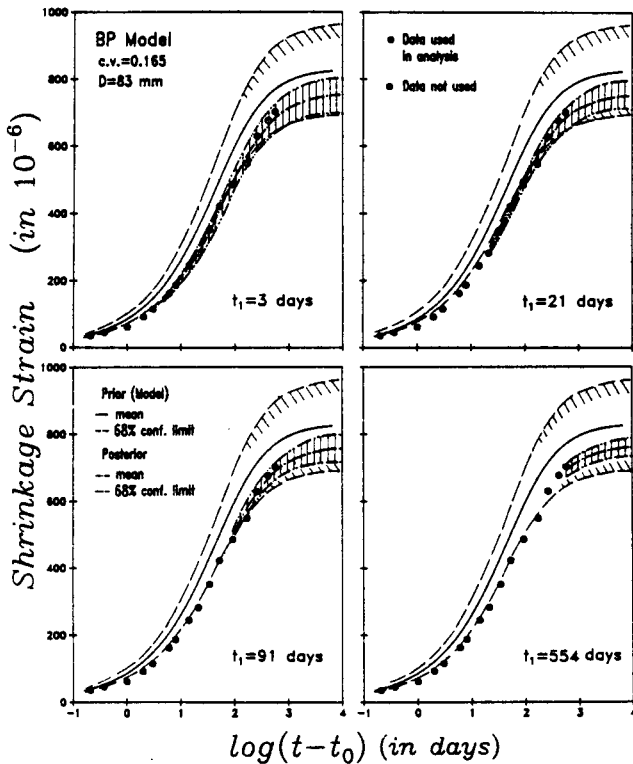 Shrinkage Strain (in 10⁻⁶)
1000
800
600
400
200
0
BP Model
c.v.=0.165
D=83 mm
t₁=3 days
Data used
in analysis
Data not used
t₁=21 days
1000
800
600
400
200
0
Prior (Model)
mean
68% conf. limit
Posterior
mean
68% conf. limit
t₁=91 days
t₁=554 days
-1 0 1 2 3 4
-1 0 1 2 3 4
log(t-t₀) (in days)